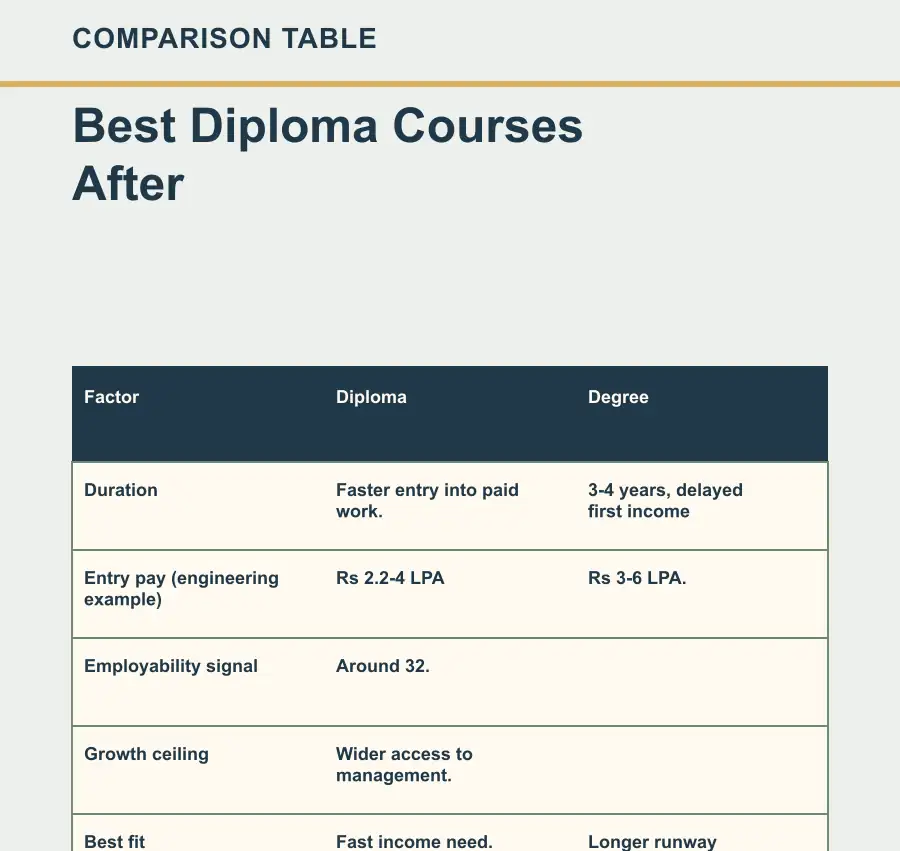 COMPARISON TABLE
Best Diploma Courses
After
Factor Diploma Degree
Duration Faster entry into paid 3-4 years, delayed
work. first income
Entry pay (engineering Rs 2.2-4 LPA Rs 3-6 LPA.
example)
Employability signal Around 32.
Growth ceiling Wider access to
management.
Best fit Fast income need. Longer runway